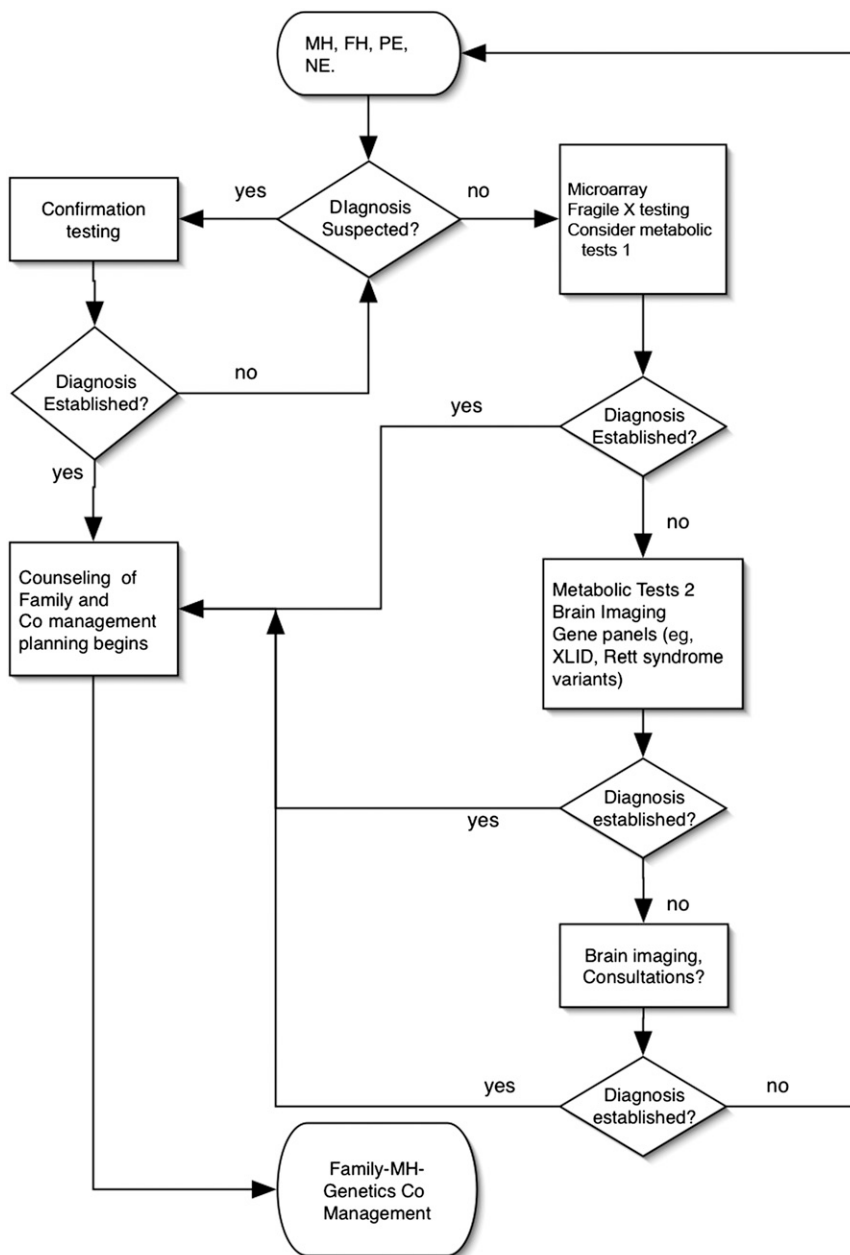 MH, FH, PE,
NE.
yes
DIagnosis
Suspected?
no
Confirmation
testing
Microarray
Fragile X testing
Consider metabolic
tests 1
Diagnosis
Established?
no
yes
yes
Diagnosis
Established?
no
Counseling of
Family and
Co management
planning begins
Metabolic Tests 2
Brain Imaging
Gene panels (eg,
XLID, Rett syndrome
variants)
Diagnosis
established?
yes
no
Brain imaging,
Consultations?
yes
Diagnosis
established?
no
Family-MH-
Genetics Co
Management